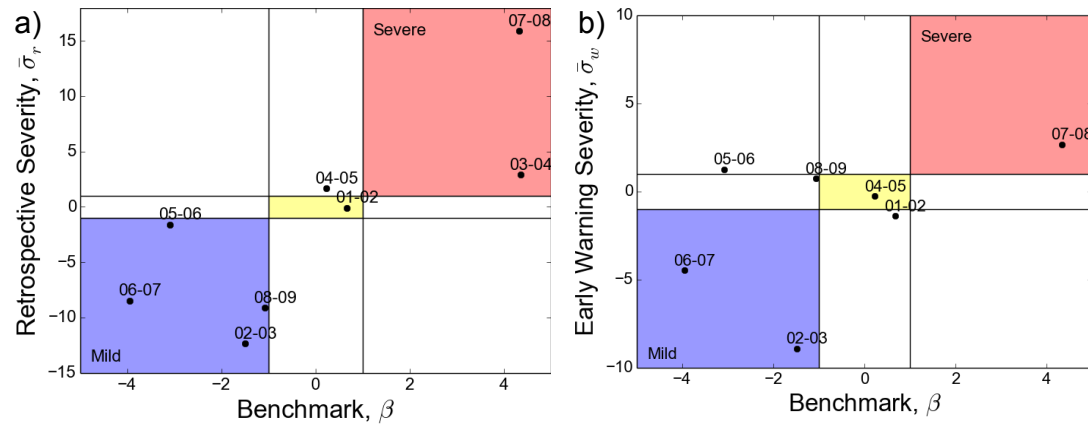 a)
Retrospective Severity, σ̄_r
15
10
5
0
−5
−10
−15
Severe
07-08
03-04
04-05
01-02
05-06
06-07
08-09
02-03
Mild
−4 −2 0 2 4
Benchmark, β
b)
Early Warning Severity, σ̄_w
10
5
0
−5
−10
Severe
07-08
05-06
08-09
04-05
01-02
06-07
02-03
Mild
−4 −2 0 2 4
Benchmark, β